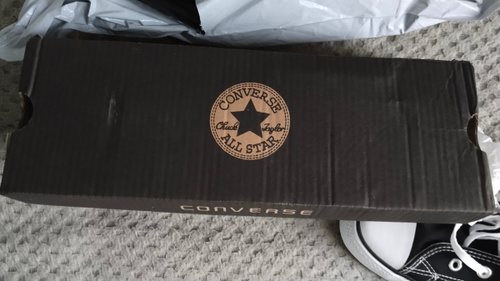 CONVERSE
Chuck Taylor
ALL STAR
CONVERSE